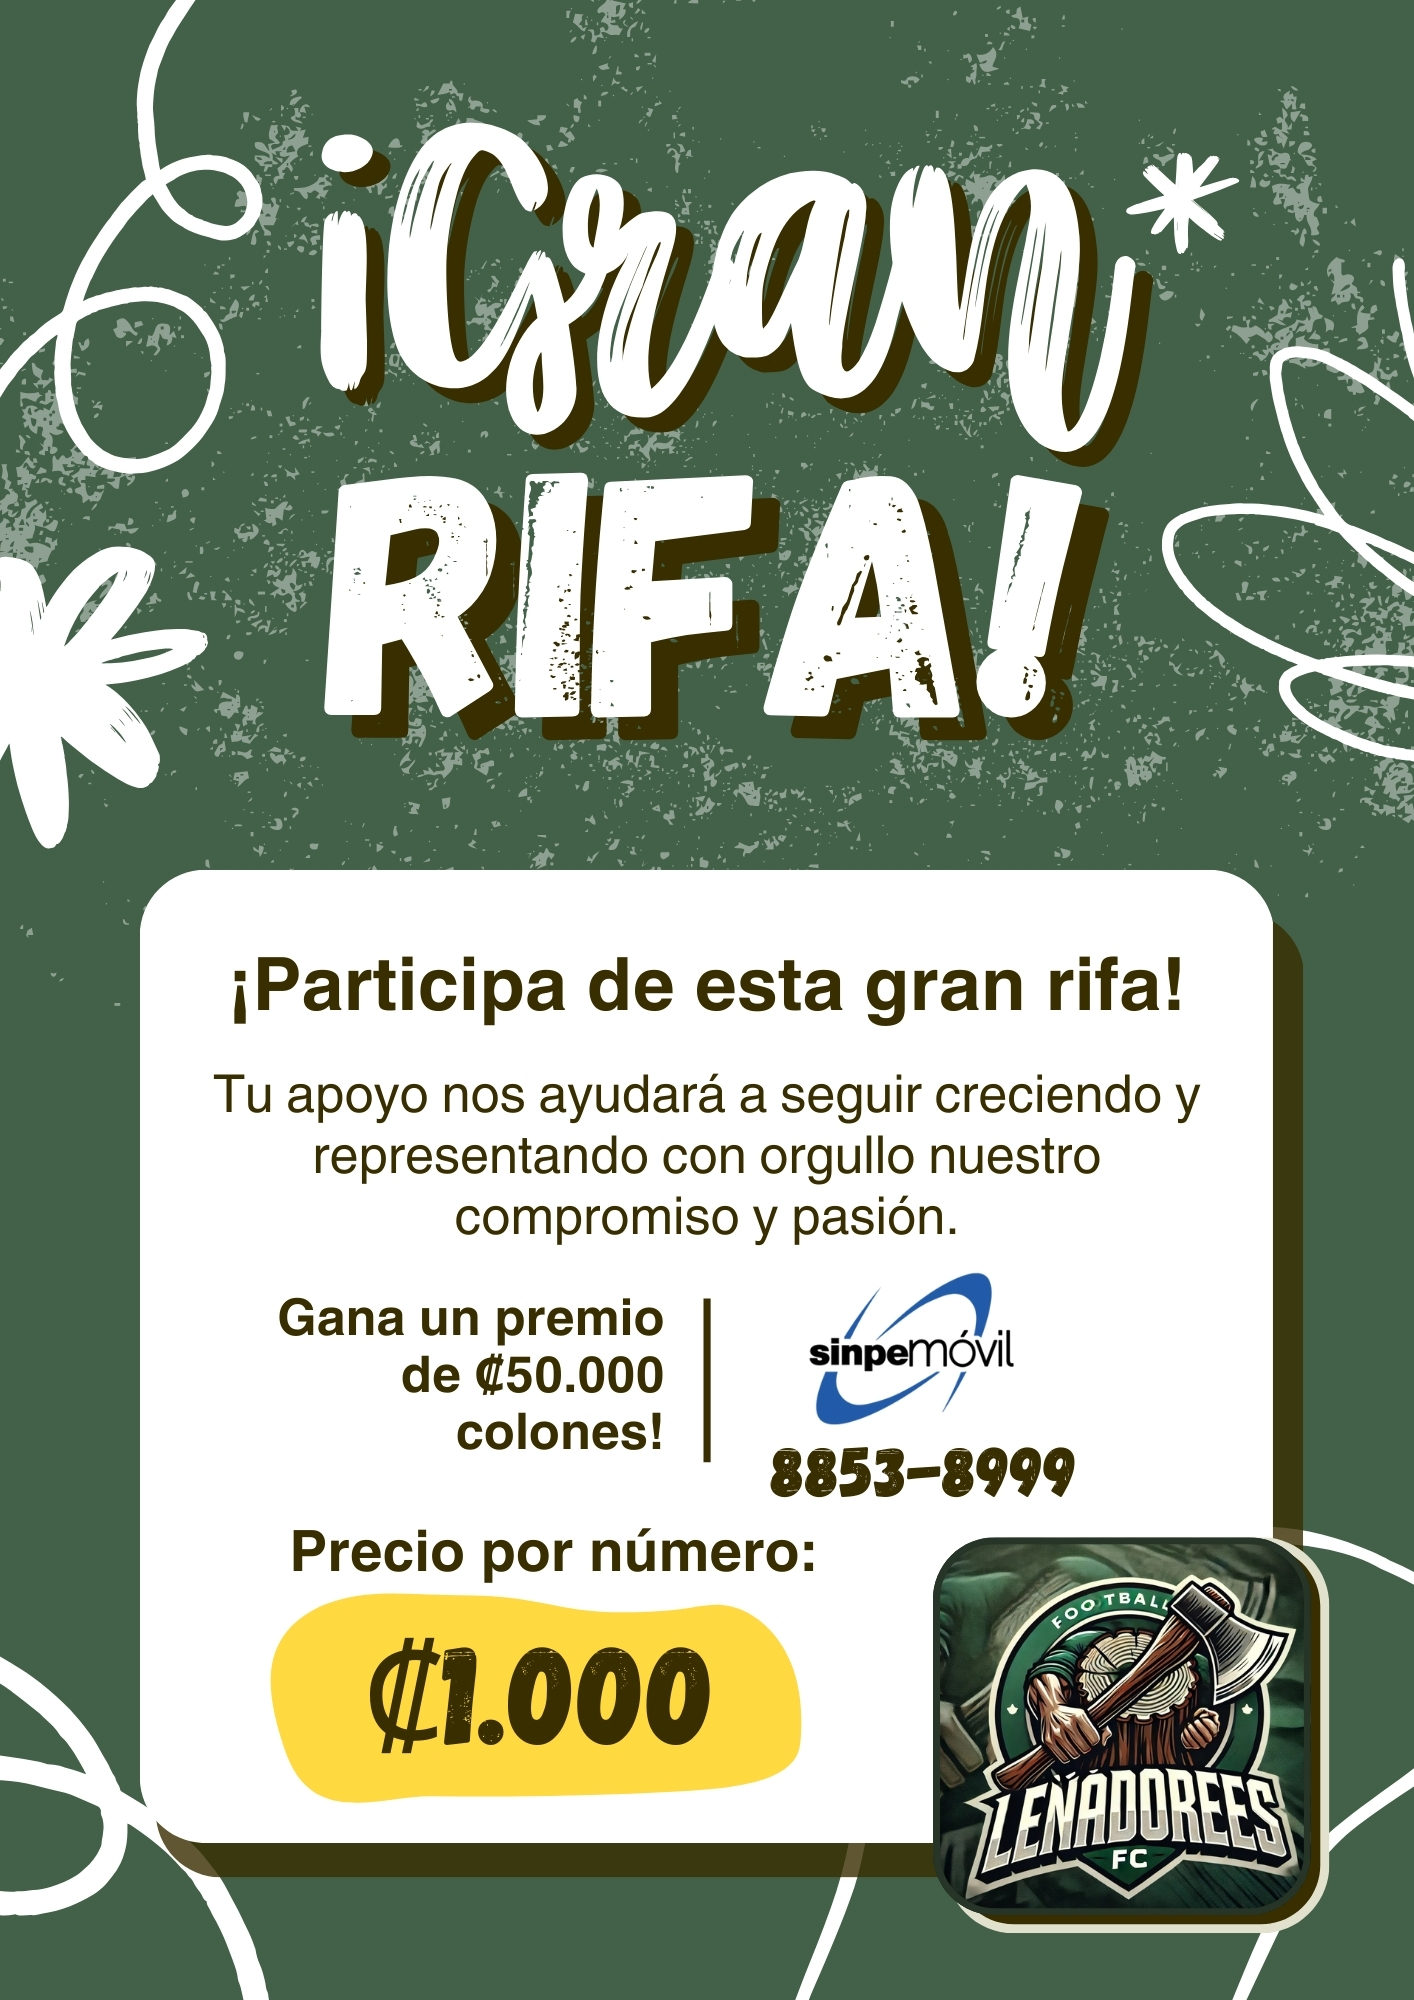 ¡Gran
RIFA!
¡Participa de esta gran rifa!
Tu apoyo nos ayudará a seguir creciendo y
representando con orgullo nuestro
compromiso y pasión.
Gana un premio
de ₡50.000
colones!
sinpemóvil
8853-8999
Precio por número:
₡1.000
FOOTBALL
LEÑADOREES
FC